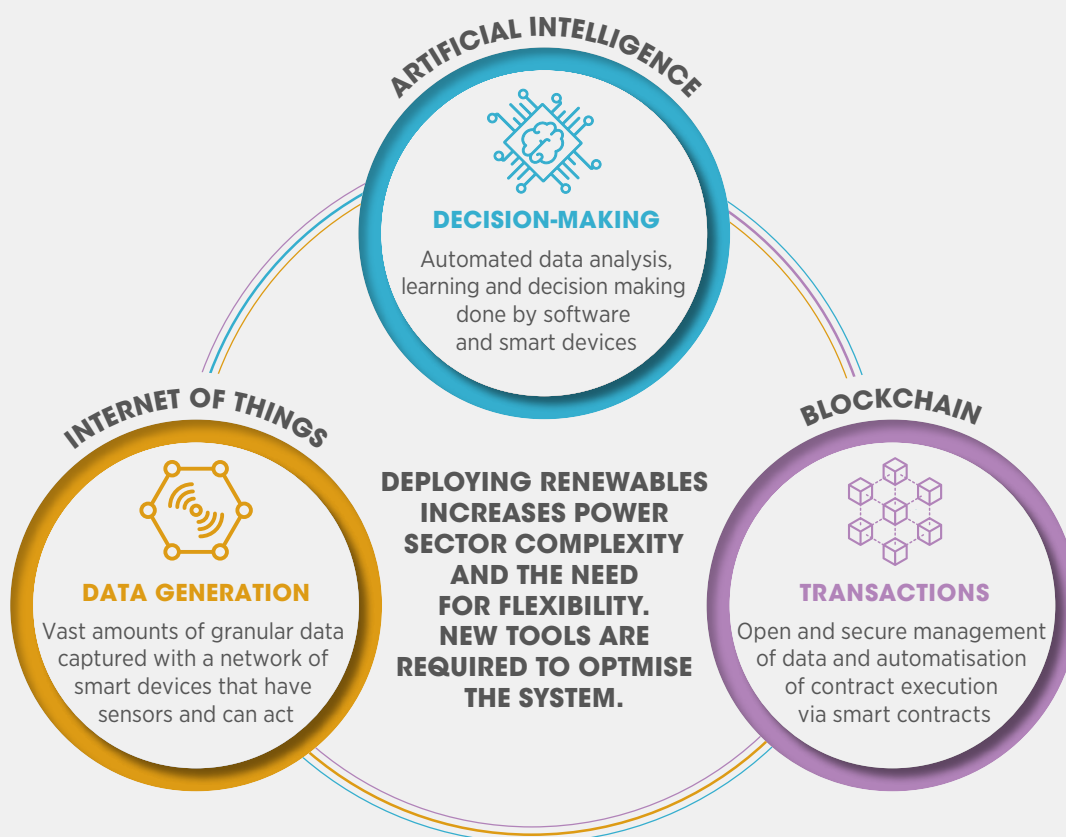 ARTIFICIAL INTELLIGENCE
DECISION-MAKING
Automated data analysis,
learning and decision making
done by software
and smart devices
INTERNET OF THINGS
DATA GENERATION
Vast amounts of granular data
captured with a network of
smart devices that have
sensors and can act
DEPLOYING RENEWABLES
INCREASES POWER
SECTOR COMPLEXITY
AND THE NEED
FOR FLEXIBILITY.
NEW TOOLS ARE
REQUIRED TO OPTMISE
THE SYSTEM.
BLOCKCHAIN
TRANSACTIONS
Open and secure management
of data and automatisation
of contract execution
via smart contracts